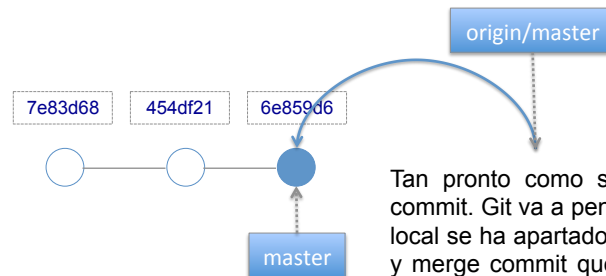 origin/master
7e83d68 454df21 6e859d6
Tan pronto como
commit. Git va a
local se ha apartado
y merge commit
master